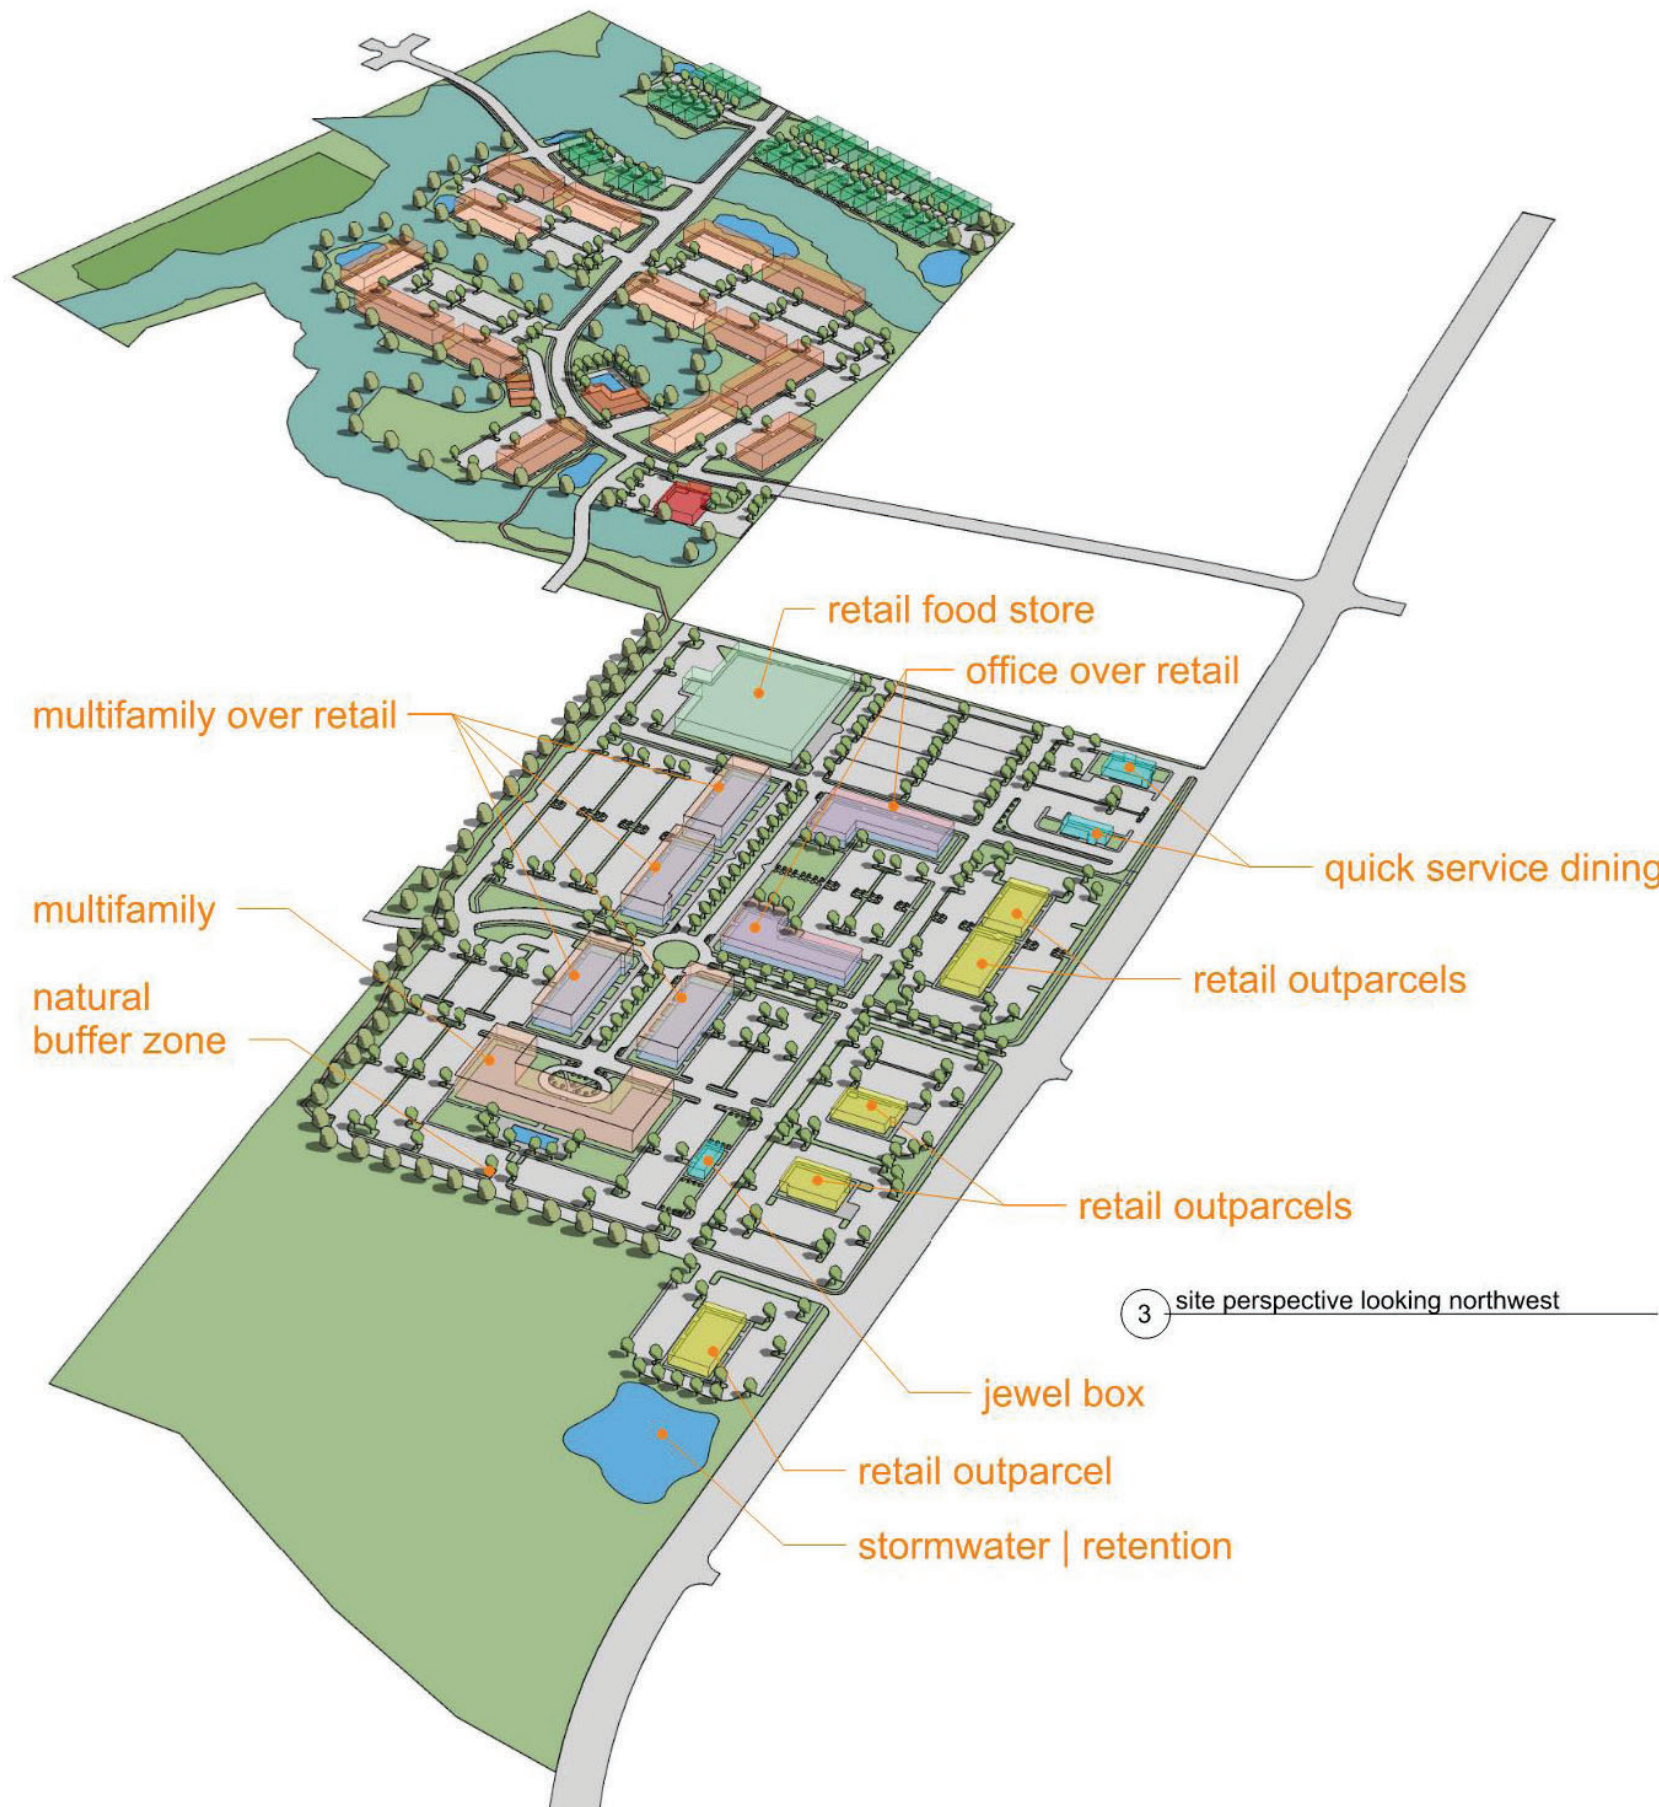 retail food store
office over retail
multifamily over retail
quick service dining
multifamily
retail outparcels
natural
buffer zone
retail outparcels
3
site perspective looking northwest
jewel box
retail outparcel
stormwater | retention